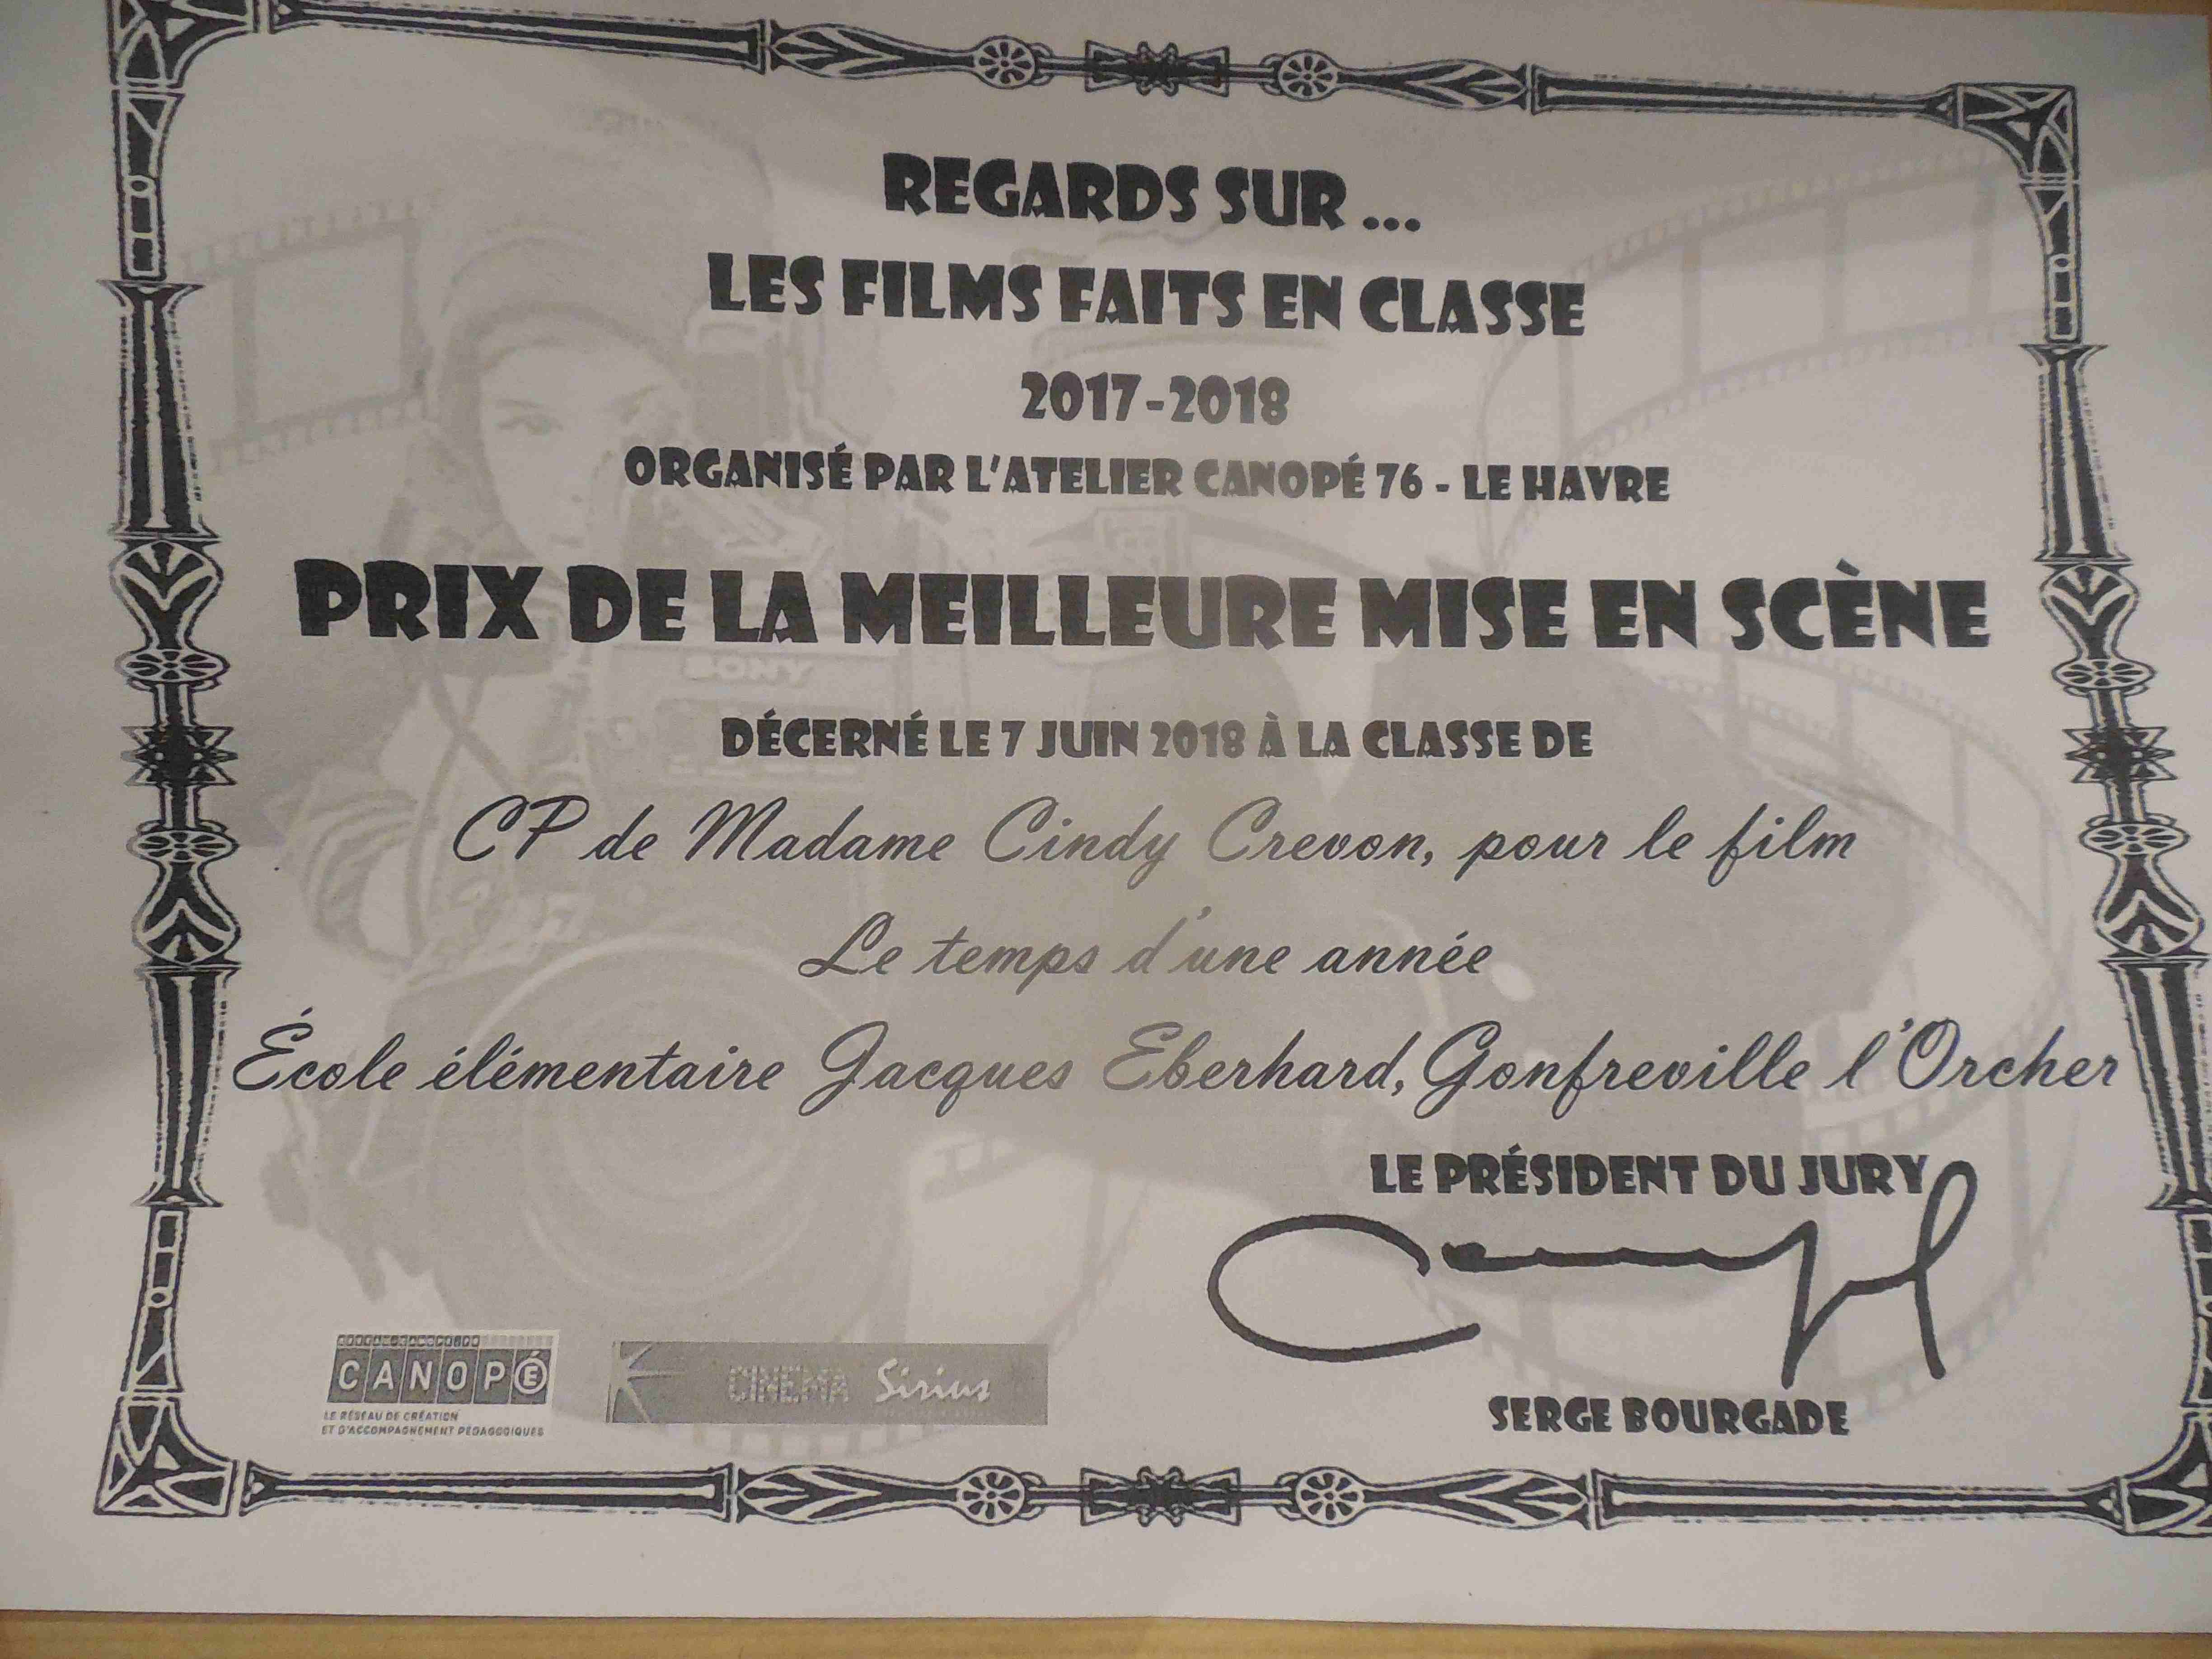 REGARDS SUR ...
LES FILMS FAITS EN CLASSE
2017-2018
ORGANISÉ PAR L'ATELIER CANOPÉ 76 - LE HAVRE
PRIX DE LA MEILLEURE MISE EN SCÈNE
SONY
DÉCERNÉ LE 7 JUIN 2018 À LA CLASSE DE
CP de Madame Cindy Crevon, pour le film
Le temps d'une année
École élémentaire Jacques Eberhard, Gonfreville l'Orcher
LE PRÉSIDENT DU JURY
CANOPÉ
LE RÉSEAU DE CRÉATION
ET D'ACCOMPAGNEMENT PÉDAGOGIQUES
CINEMA Sirius
SERGE BOURGADE